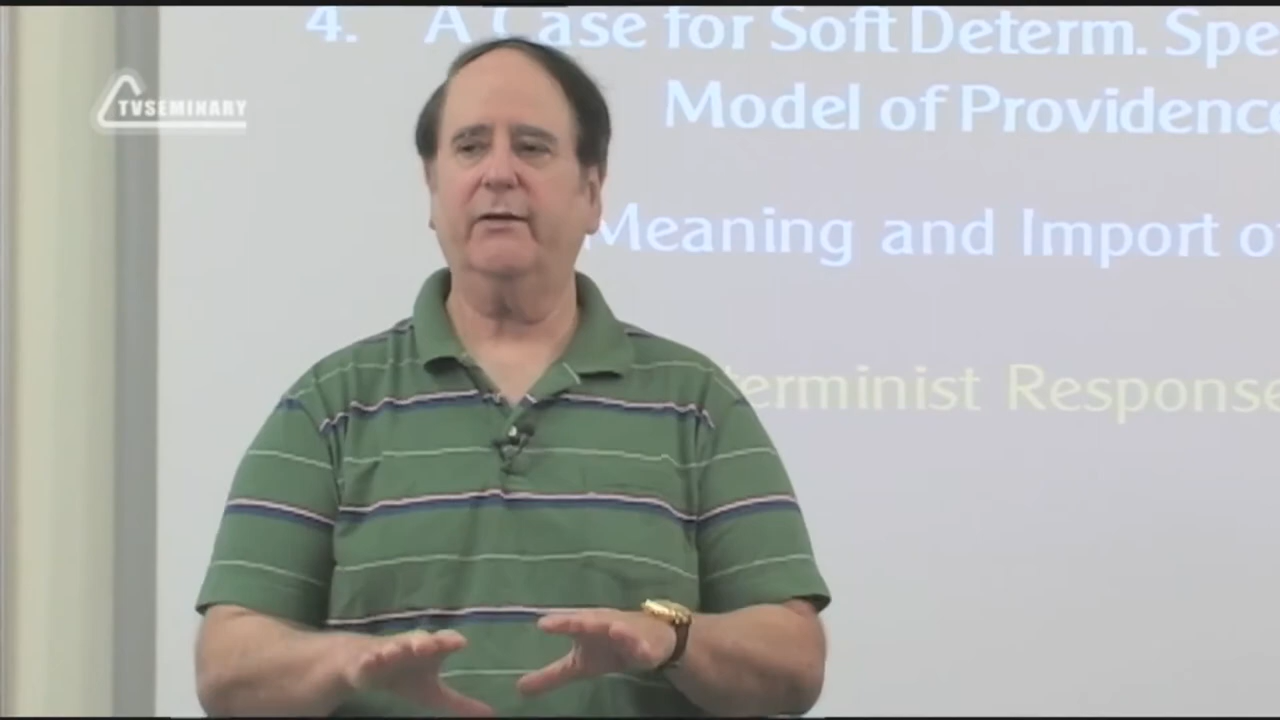 TVSEMINARY
4. A Case for Soft Determ. Spe
Model of Providence
Meaning and Import of
terminist Response